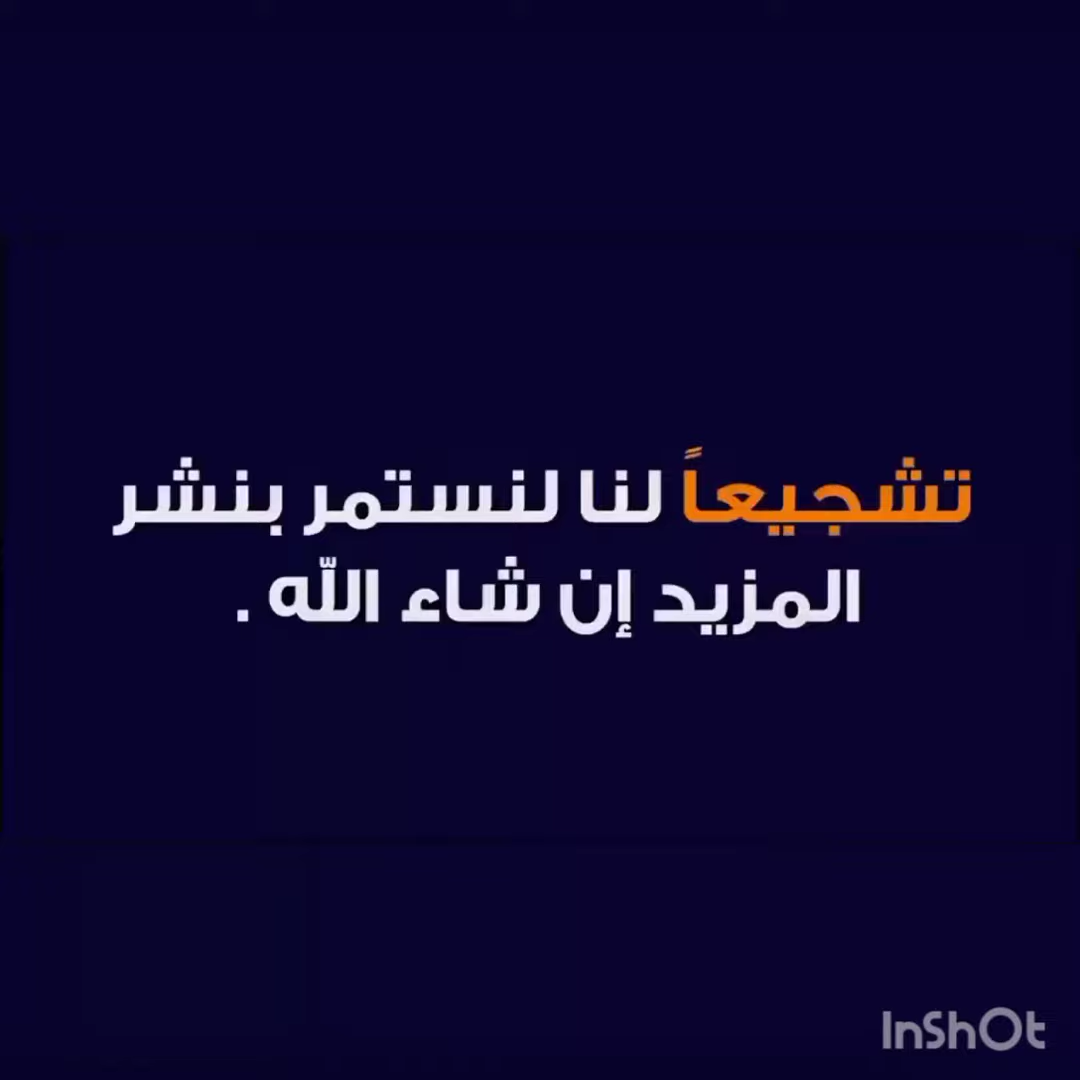 تشجيعاً لنا لنستمر بنشر
المزيد إن شاء الله .
InShOt